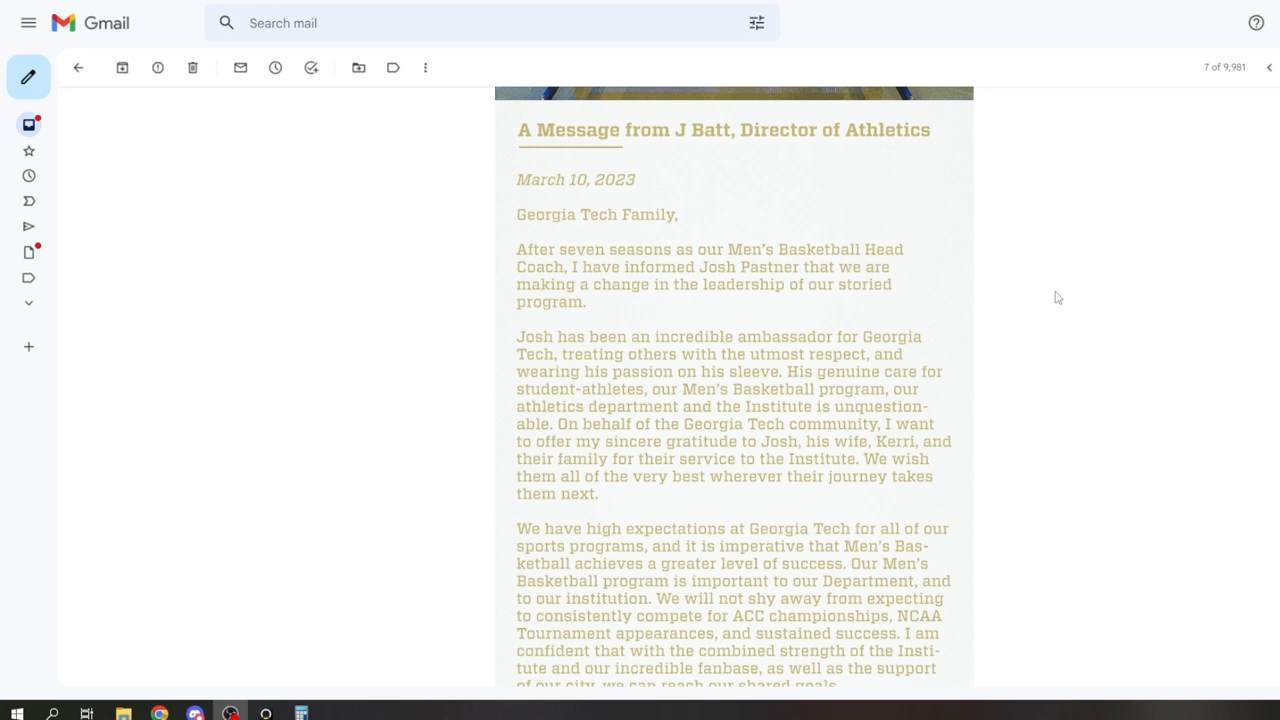 Gmail
Search mail
7 of 9,981
A Message from J Batt, Director of Athletics
March 10, 2023
Georgia Tech Family,
After seven seasons as our Men's Basketball Head
Coach, I have informed Josh Pastner that we are
making a change in the leadership of our storied
program.
Josh has been an incredible ambassador for Georgia
Tech, treating others with the utmost respect, and
wearing his passion on his sleeve. His genuine care for
student-athletes, our Men's Basketball program, our
athletics department and the Institute is unquestion-
able. On behalf of the Georgia Tech community, I want
to offer my sincere gratitude to Josh, his wife, Kerri, and
their family for their service to the Institute. We wish
them all of the very best wherever their journey takes
them next.
We have high expectations at Georgia Tech for all of our
sports programs, and it is imperative that Men's Bas-
ketball achieves a greater level of success. Our Men's
Basketball program is important to our Department, and
to our institution. We will not shy away from expecting
to consistently compete for ACC championships, NCAA
Tournament appearances, and sustained success. I am
confident that with the combined strength of the Insti-
tute and our incredible fanbase, as well as the support
of our city, we can reach our shared goals.